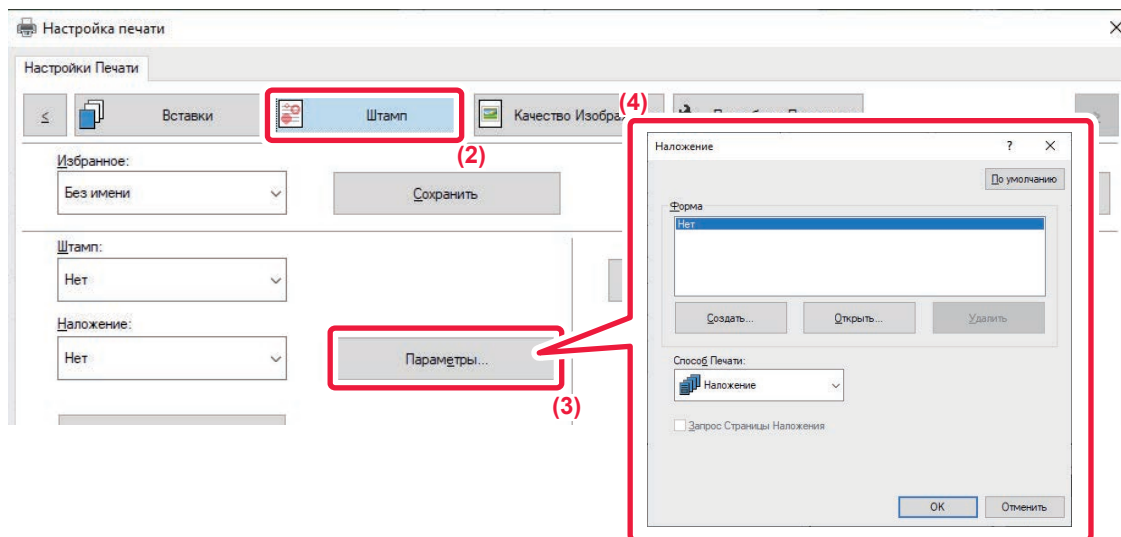 Настройка печати
Настройки Печати
Вставки
Штамп
Качество
(4)
(2)
Избранное:
Без имени
Сохранить
Штамп:
Нет
Наложение:
Нет
Параметры...
(3)
Наложение
?
По умолчанию
Форма
Нет
Создать...
Открыть...
Удалить
Способ Печати:
Наложение
Запрос Страницы Наложения
OK
Отменить